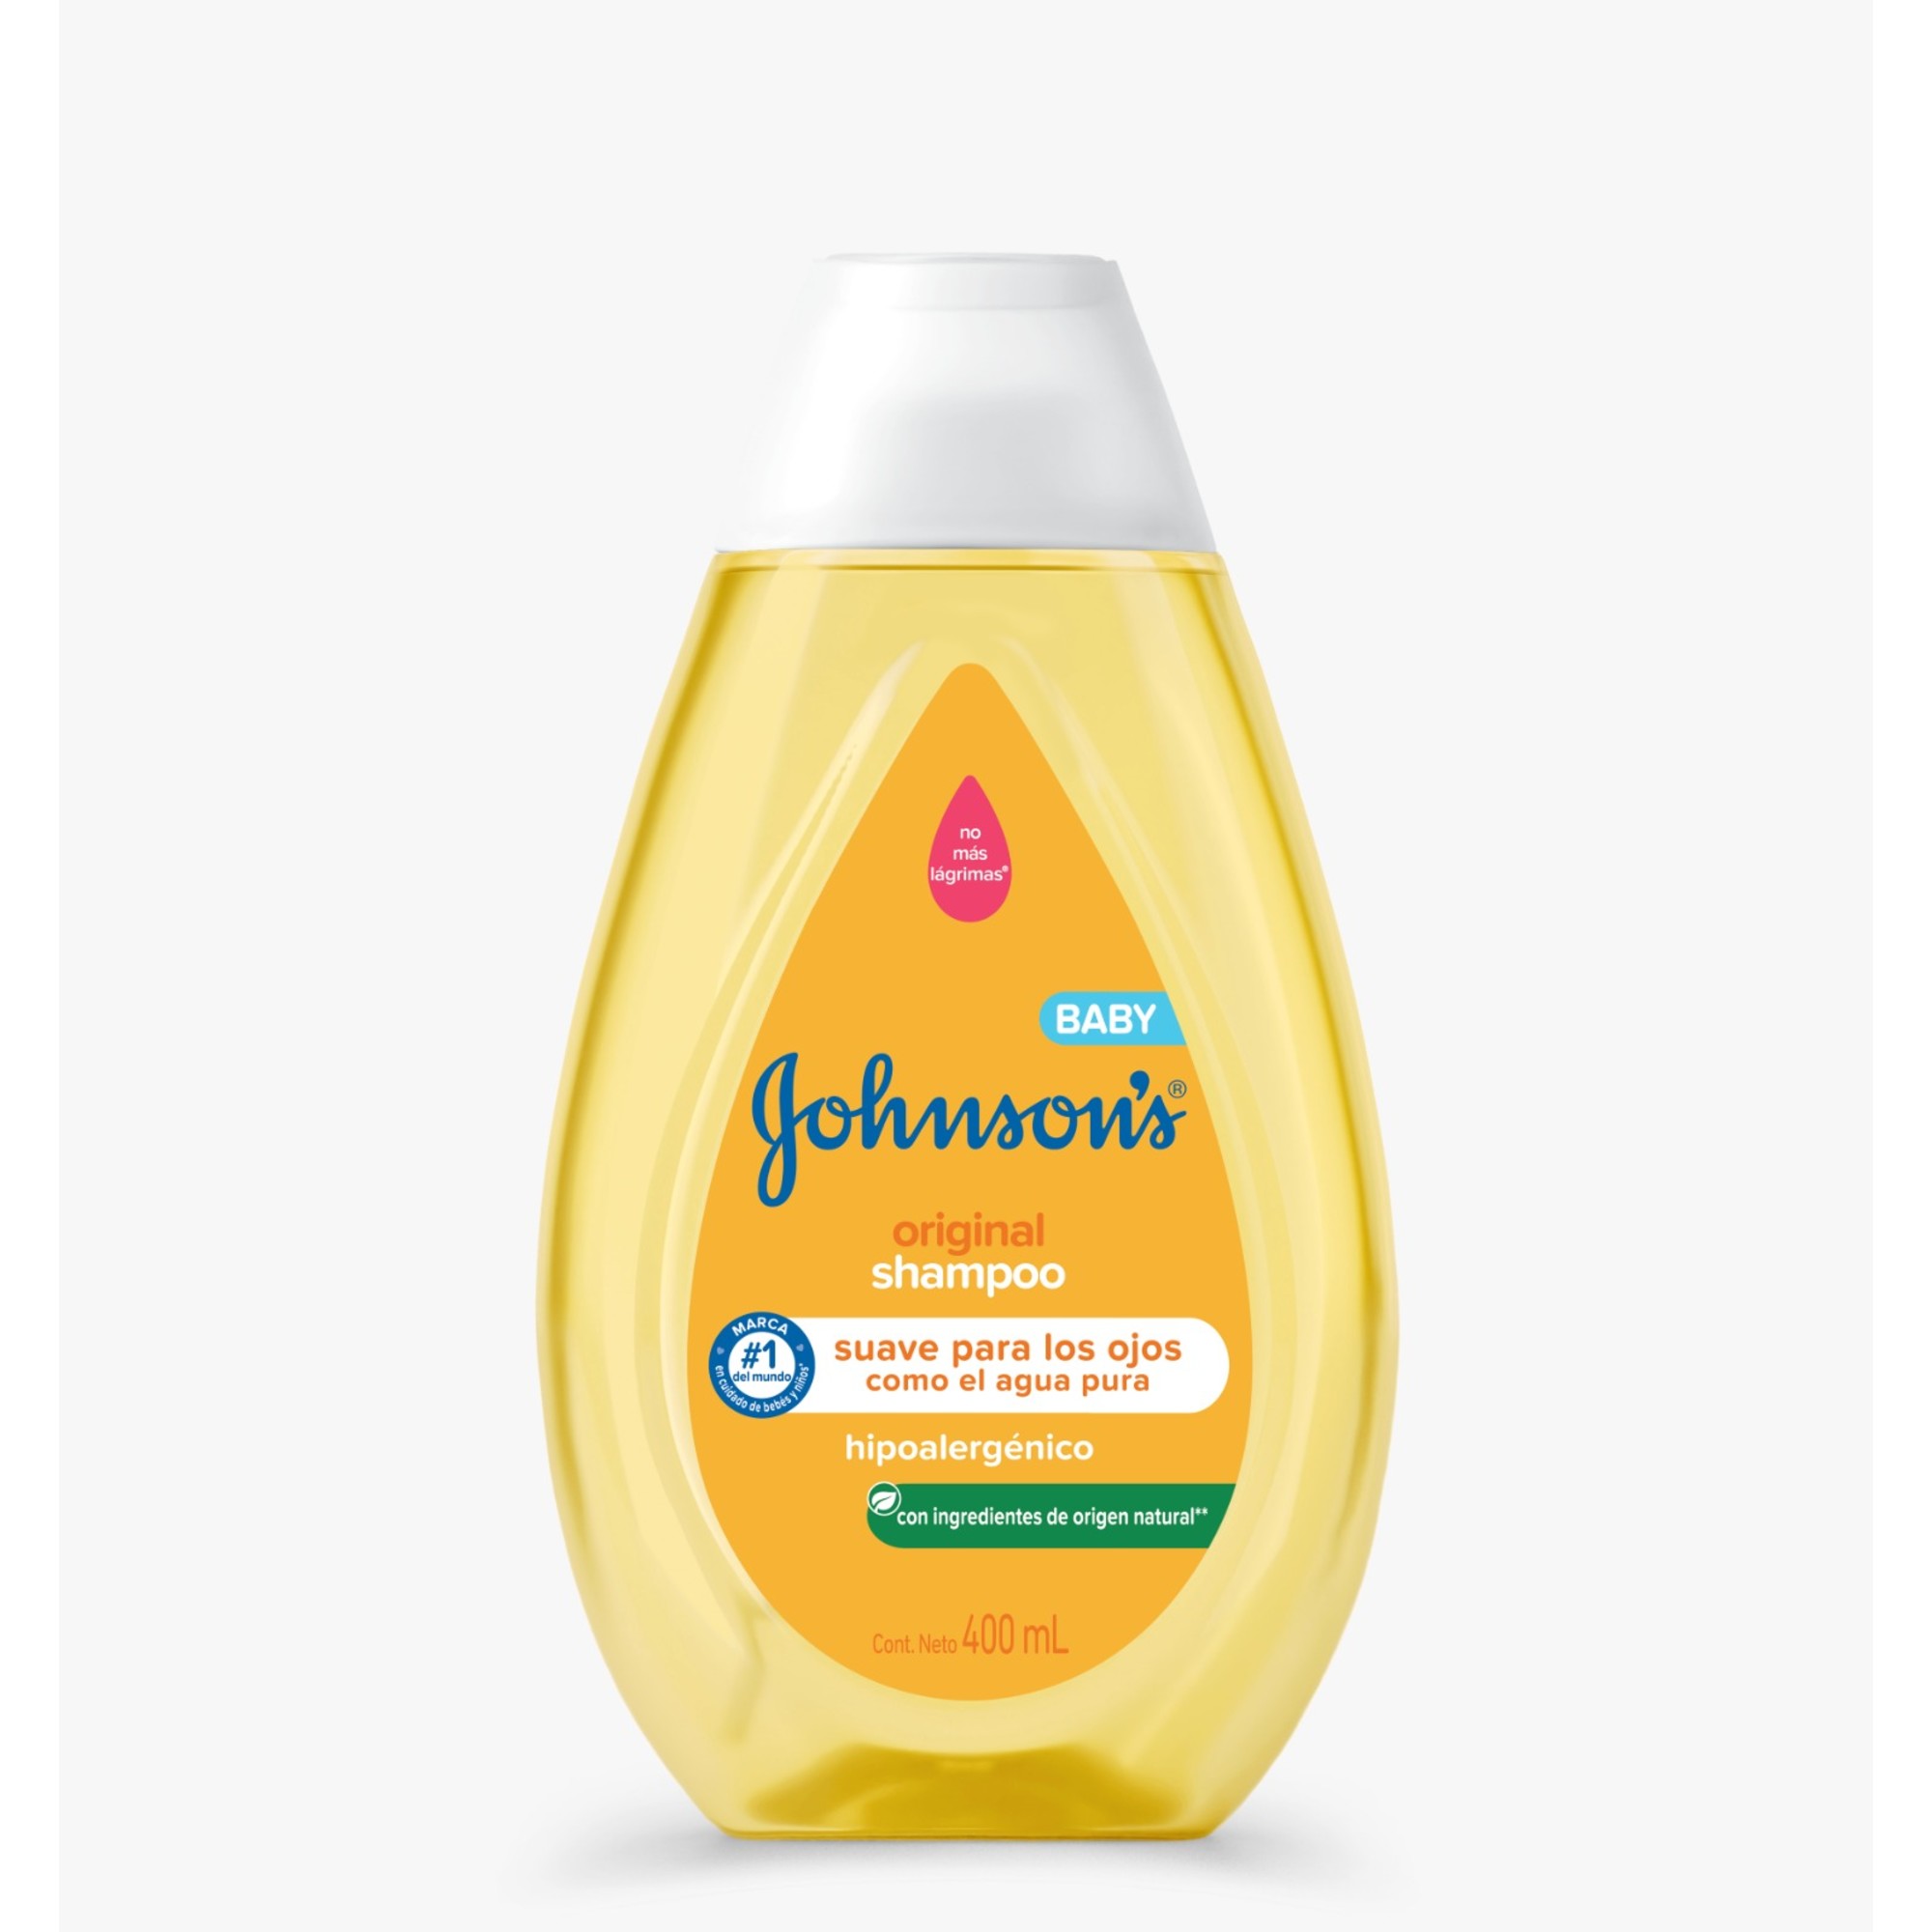 no
más
lágrimas®
BABY
Johnson's®
original
shampoo
MARCA
#1
del mundo
en cuidado de bebés y niños*
suave para los ojos
como el agua pura
hipoalergénico
con ingredientes de origen natural**
Cont. Neto 400 mL